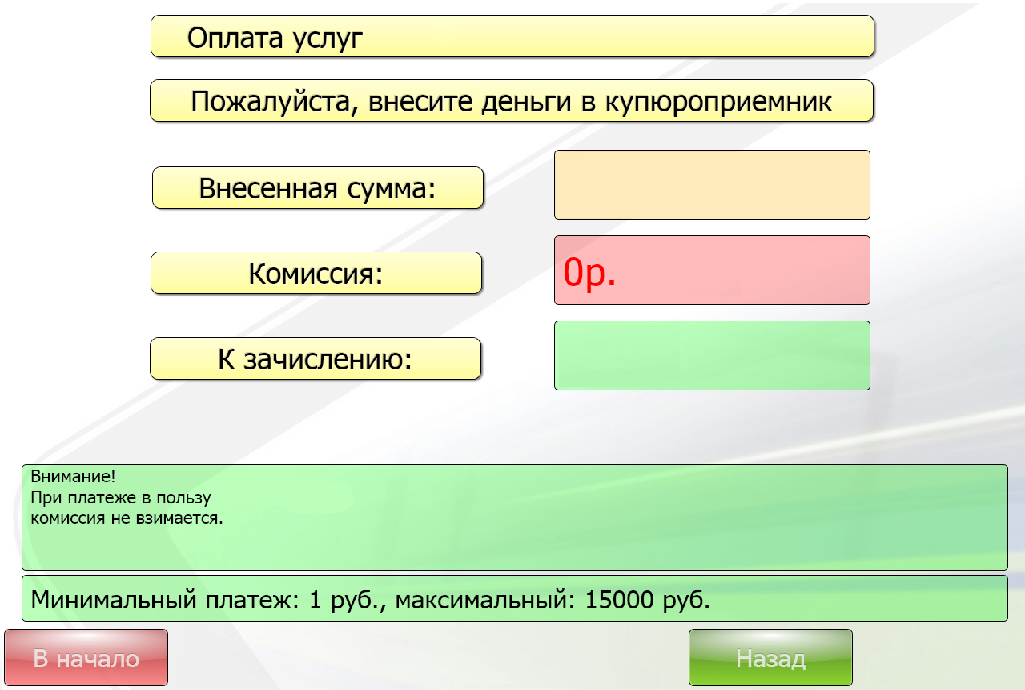 Оплата услуг
Пожалуйста, внесите деньги в купюроприемник
Внесенная сумма:
Комиссия:
0р.
К зачислению:
Внимание!
При платеже в пользу
комиссия не взимается.
Минимальный платеж: 1 руб., максимальный: 15000 руб.
В начало
Назад